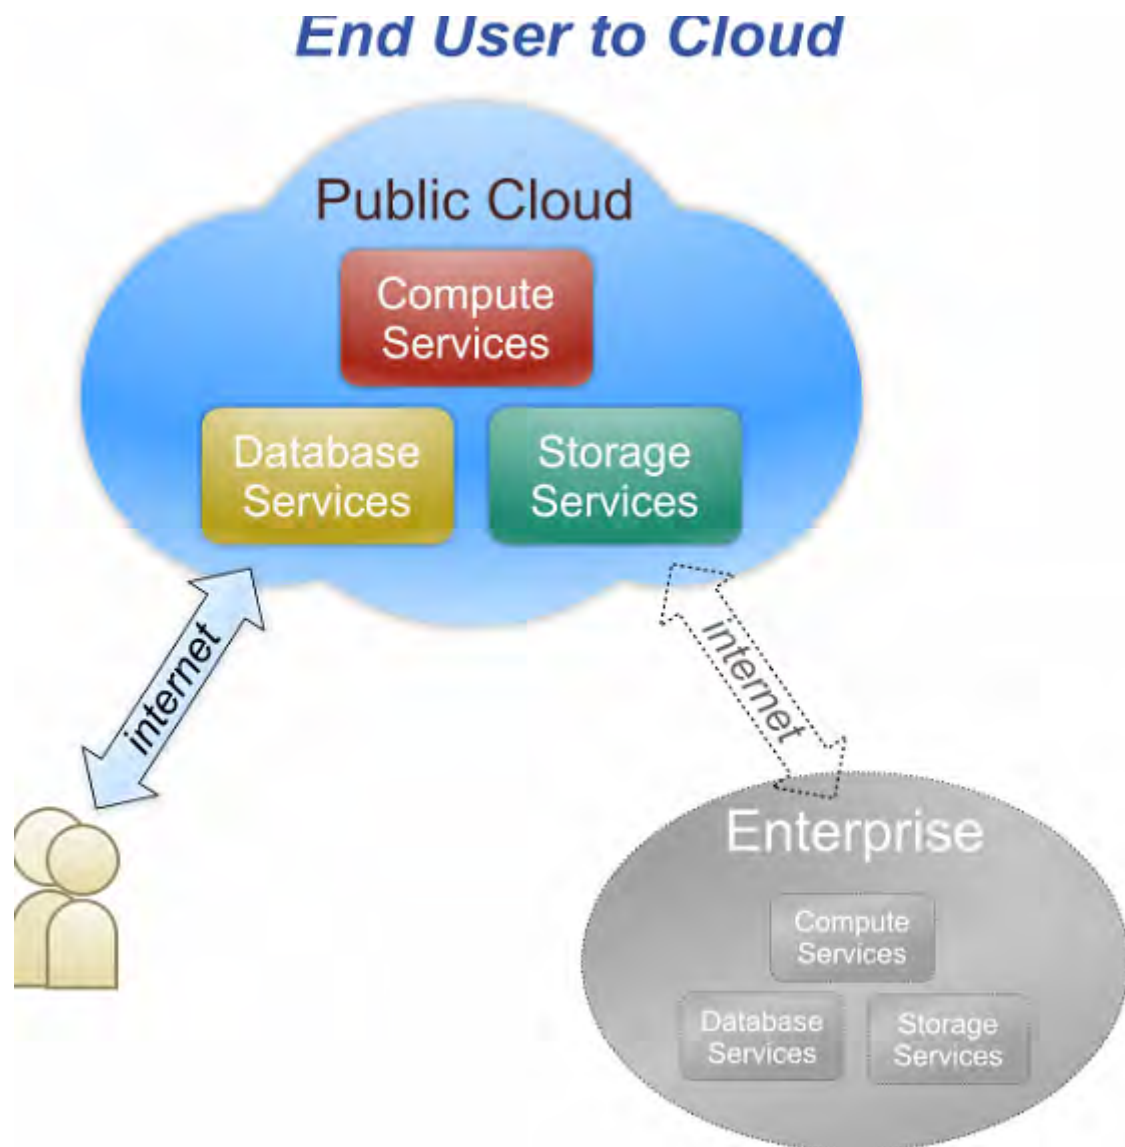 End User to Cloud
Public Cloud
Compute
Services
Database
Services
Storage
Services
internet
internet
Enterprise
Compute
Services
Database
Services
Storage
Services